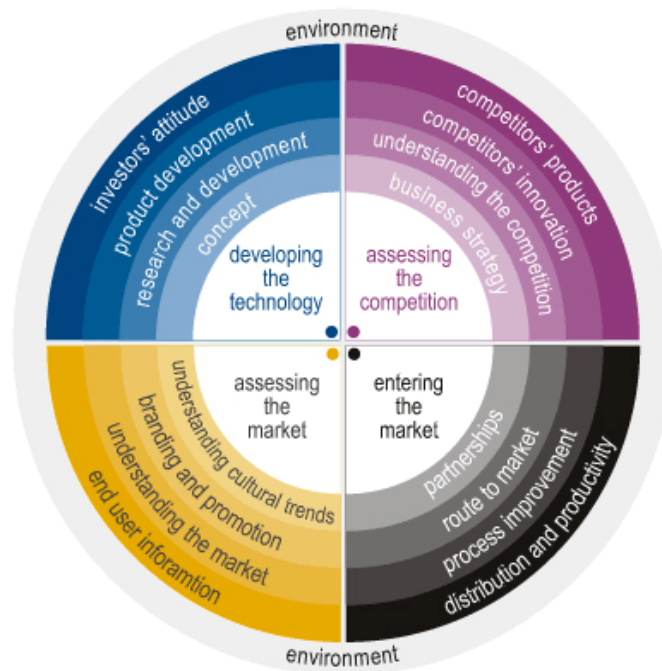 environment
investors' attitude
product development
research and development
concept
developing
the
technology
competitors' products
competitors' innovation
understanding the competition
business strategy
assessing
the
competition
assessing
the
market
understanding cultural trends
branding and promotion
understanding the market
end user inforamtion
entering
the
market
partnerships
route to market
process improvement
distribution and productivity
environment